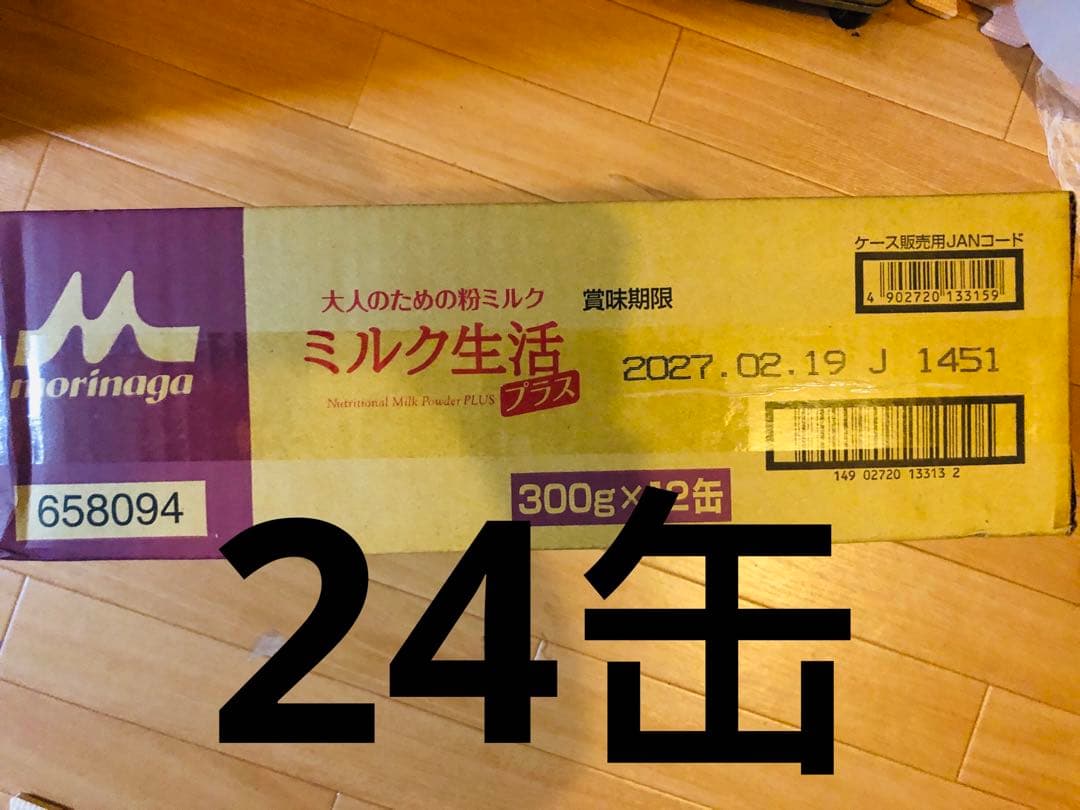 ケース販売用JANコード
4 902720 133159
大人のための粉ミルク
賞味期限
ミルク生活
プラス
Nutritional Milk Powder PLUS
2027.02.19 J 1451
morinaga
149 02720 13313 2
300g×12缶
658094
24缶